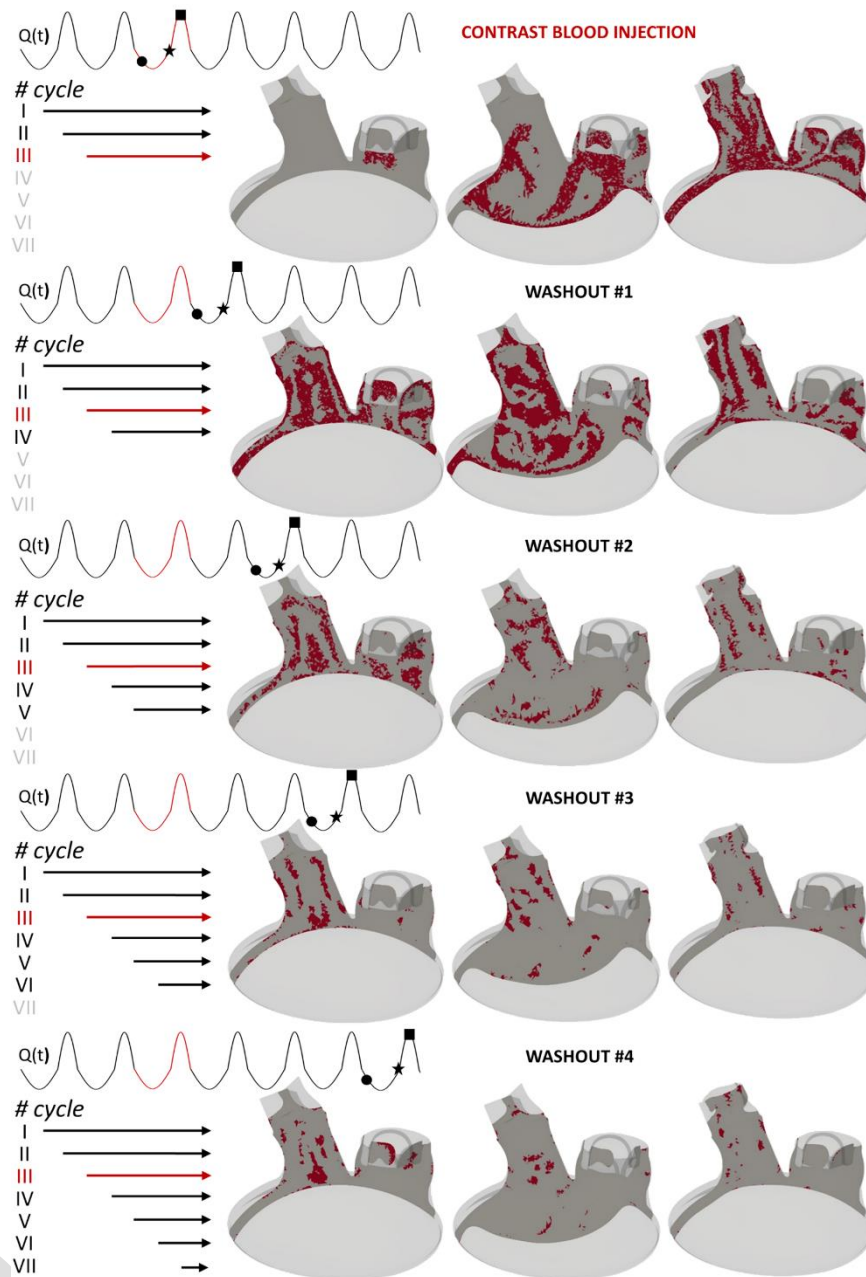 Q(t)
CONTRAST BLOOD INJECTION
# cycle
I
II
III
IV
V
VI
VII
Q(t)
WASHOUT #1
# cycle
I
II
III
IV
V
VI
VII
Q(t)
WASHOUT #2
# cycle
I
II
III
IV
V
VI
VII
Q(t)
WASHOUT #3
# cycle
I
II
III
IV
V
VI
VII
Q(t)
WASHOUT #4
# cycle
I
II
III
IV
V
VI
VII